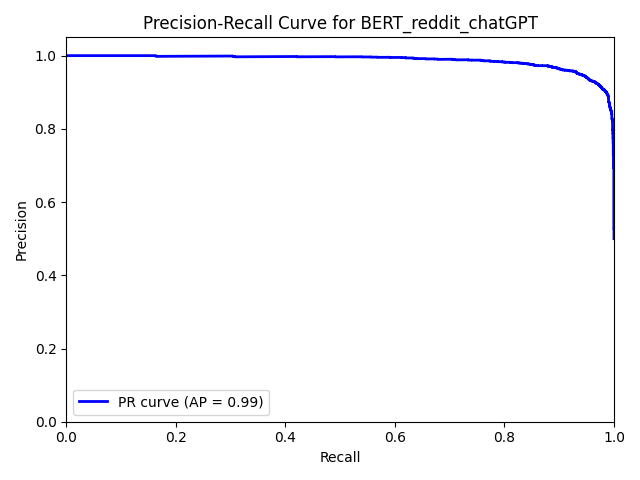 Precision-Recall Curve for BERT_reddit_chatGPT
1.0
0.8
0.6
0.4
0.2
0.0
Precision
PR curve (AP = 0.99)
0.0 0.2 0.4 0.6 0.8 1.0
Recall